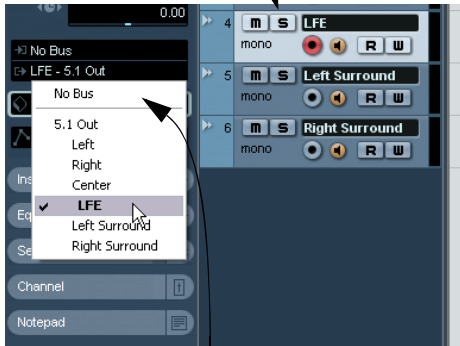 0.00
No Bus
LFE - 5.1 Out
No Bus
5.1 Out
Left
Right
Center
LFE
Left Surround
Right Surround
Ins
Eq
Se
Channel
Notepad
4 m S LFE
mono R W
5 m S Left Surround
mono R W
6 m S Right Surround
mono R W